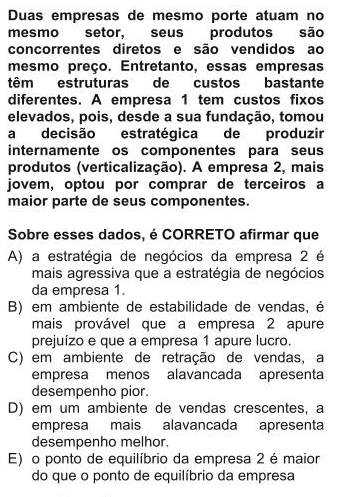 Duas empresas de mesmo porte atuam no
mesmo setor, seus produtos são
concorrentes diretos e são vendidos ao
mesmo preço. Entretanto, essas empresas
têm estruturas de custos bastante
diferentes. A empresa 1 tem custos fixos
elevados, pois, desde a sua fundação, tomou
a decisão estratégica de produzir
internamente os componentes para seus
produtos (verticalização). A empresa 2, mais
jovem, optou por comprar de terceiros a
maior parte de seus componentes.
Sobre esses dados, é CORRETO afirmar que
A) a estratégia de negócios da empresa 2 é
mais agressiva que a estratégia de negócios
da empresa 1.
B) em ambiente de estabilidade de vendas, é
mais provável que a empresa 2 apure
prejuízo e que a empresa 1 apure lucro.
C) em ambiente de retração de vendas, a
empresa menos alavancada apresenta
desempenho pior.
D) em um ambiente de vendas crescentes, a
empresa mais alavancada apresenta
desempenho melhor.
E) o ponto de equilíbrio da empresa 2 é maior
do que o ponto de equilíbrio da empresa